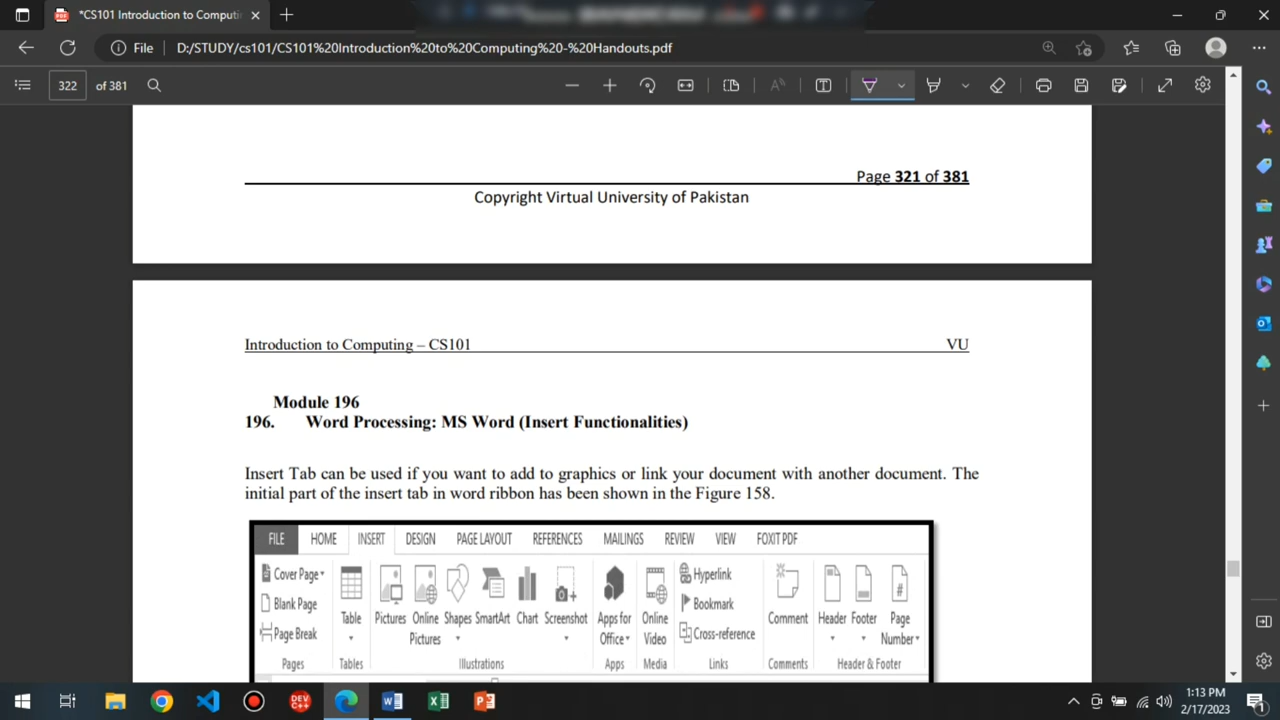 *CS101 Introduction to Computi
File D:/STUDY/cs101/CS101%20Introduction%20to%20Computing%20-%20Handouts.pdf
322 of 381
Page 321 of 381
Copyright Virtual University of Pakistan
Introduction to Computing – CS101 VU
Module 196
196. Word Processing: MS Word (Insert Functionalities)
Insert Tab can be used if you want to add to graphics or link your document with another document. The
initial part of the insert tab in word ribbon has been shown in the Figure 158.
FILE HOME INSERT DESIGN PAGE LAYOUT REFERENCES MAILINGS REVIEW VIEW FOXIT PDF
Cover Page
Blank Page
Page Break
Pages
Table
Tables
Pictures Online Pictures Shapes SmartArt Chart Screenshot
Illustrations
Apps for Office
Apps
Online Video
Media
Hyperlink
Bookmark
Cross-reference
Links
Comment
Comments
Header Footer Page Number
Header & Footer
DEV C++
1:13 PM
2/17/2023
1